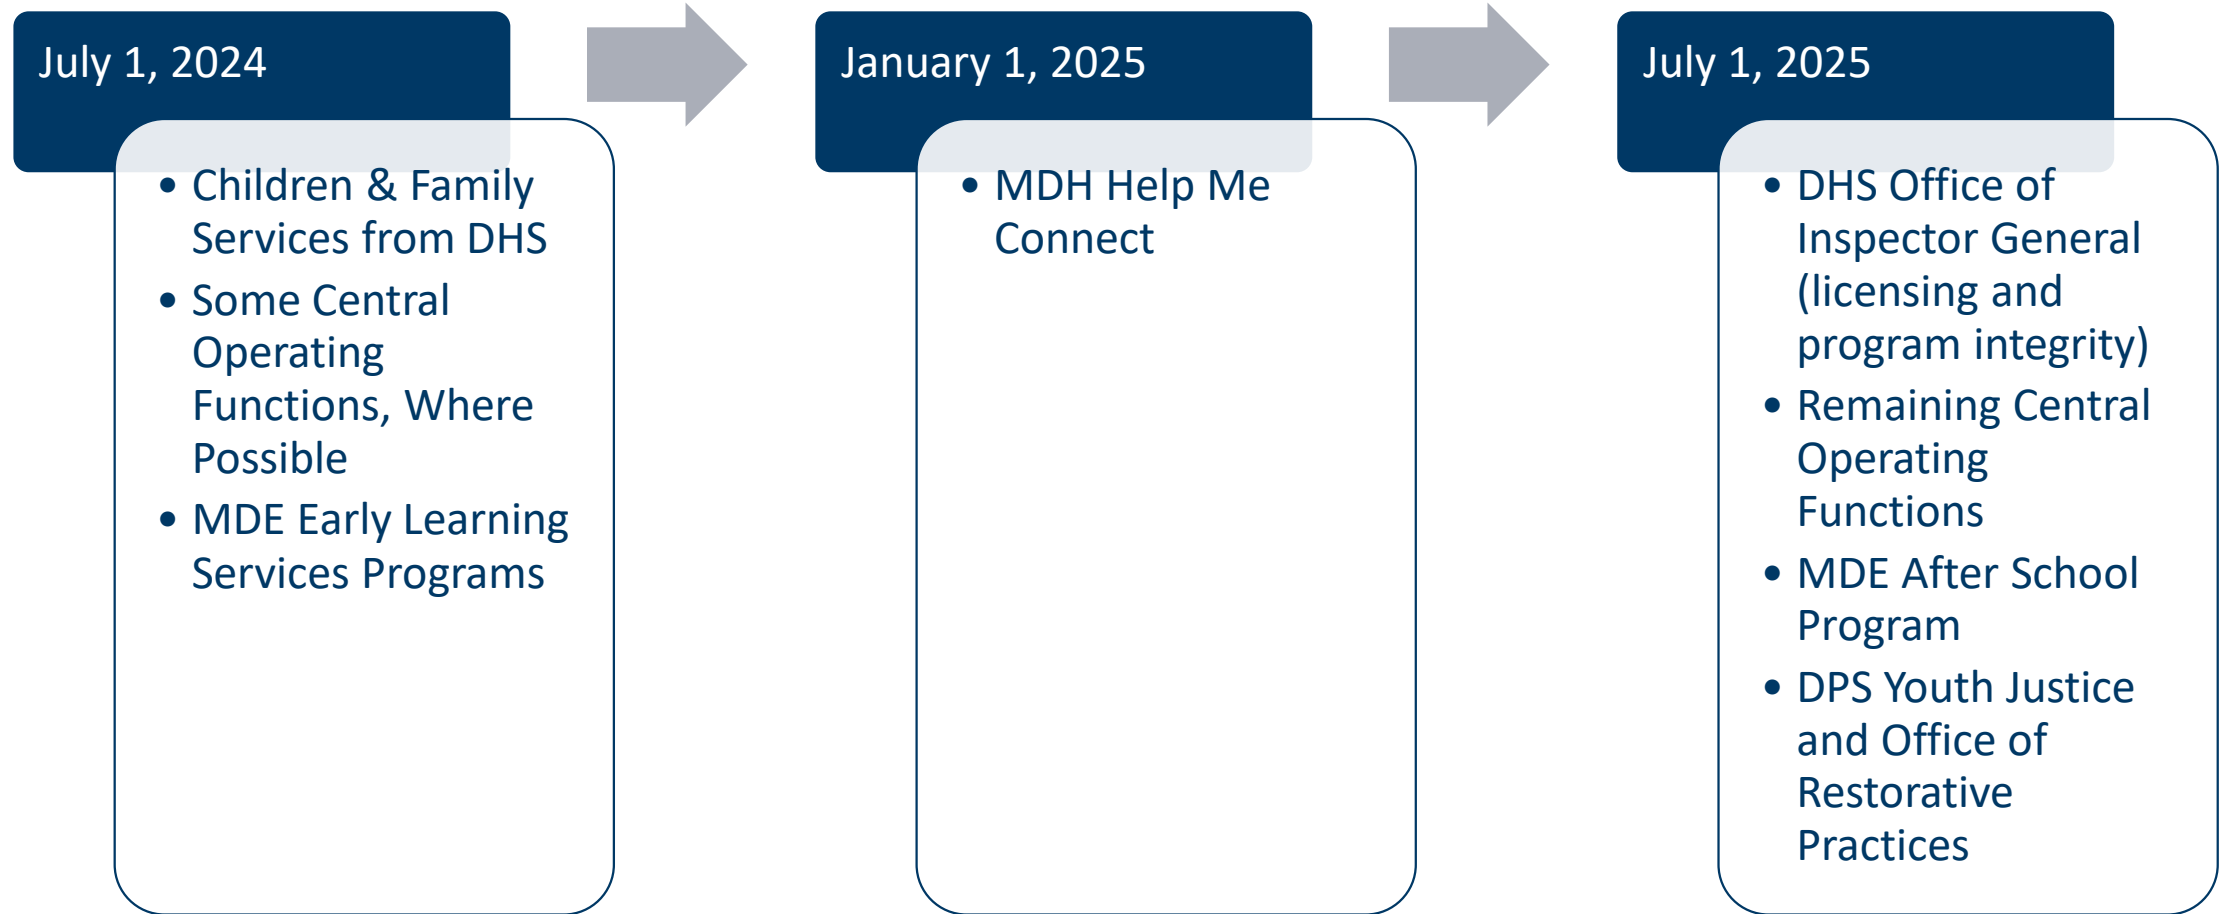 July 1, 2024
• Children & Family
Services from DHS
• Some Central
Operating
Functions, Where
Possible
• MDE Early Learning
Services Programs
January 1, 2025
• MDH Help Me
Connect
July 1, 2025
• DHS Office of
Inspector General
(licensing and
program integrity)
• Remaining Central
Operating
Functions
• MDE After School
Program
• DPS Youth Justice
and Office of
Restorative
Practices